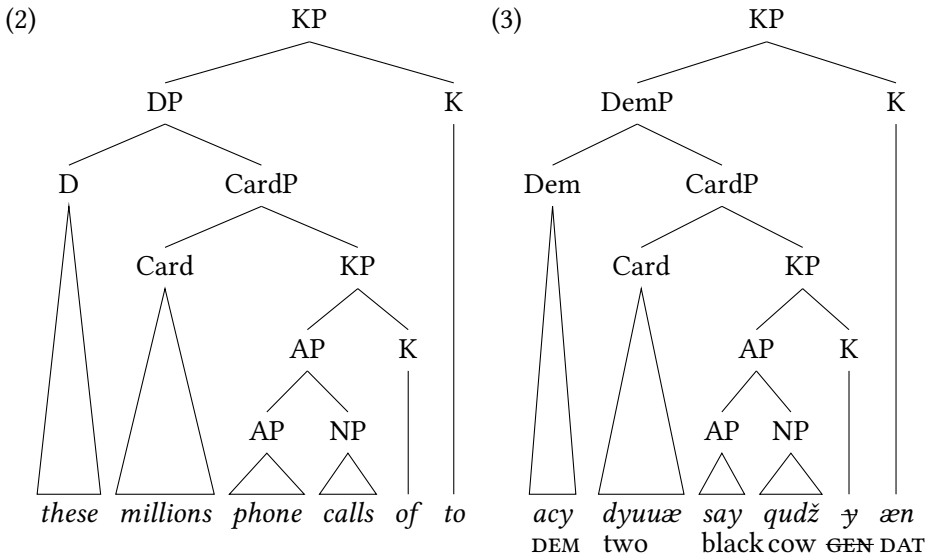 (2) KP (3) KP
DP K DemP K
D CardP Dem CardP
Card KP Card KP
AP K AP K
AP NP AP NP
these millions phone calls of to acy dyuuæ say qudž y æn
DEM two black cow GEN DAT